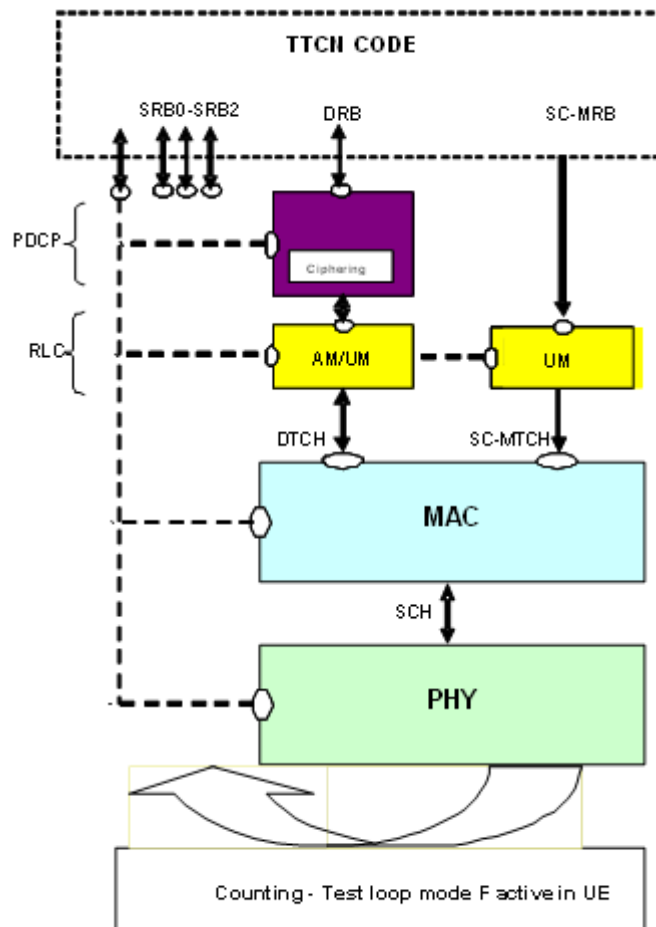 TTCN CODE
SRB0-SRB2
DRB
SC-MRB
PDCP
Ciphering
RLC
AM/UM
UM
DTCH
SC-MTCH
MAC
SCH
PHY
Counting - Test loop mode F active in UE